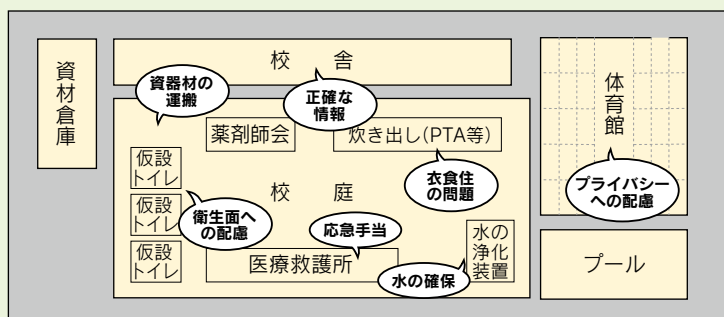 資材倉庫
校舎
資器材の
運搬
正確な
情報
体育館
薬剤師会
炊き出し(PTA等)
仮設
トイレ
衣食住
の問題
プライバシー
への配慮
仮設
トイレ
衛生面へ
の配慮
校庭
応急手当
水の
浄化
装置
仮設
トイレ
医療救護所
水の確保
プール